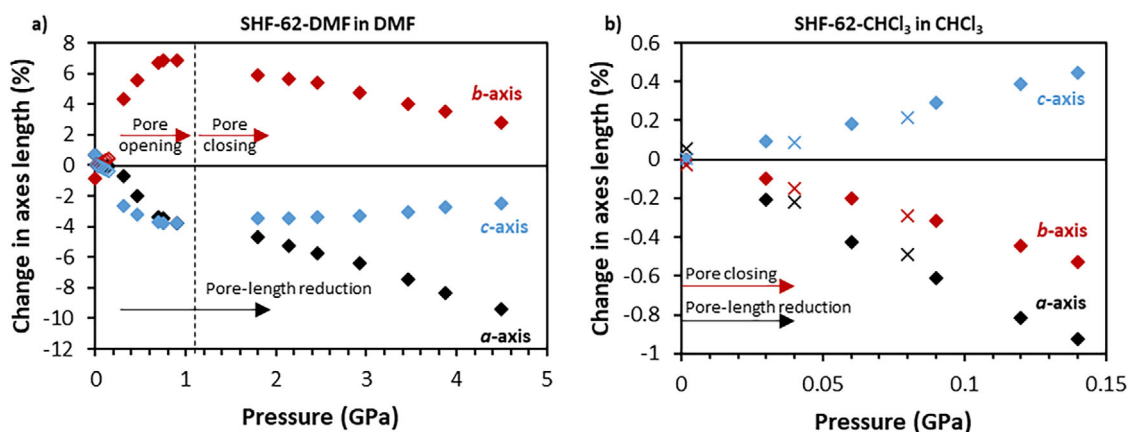 a)
SHF-62-DMF in DMF
Change in axes length (%)
8
6
4
2
0
-2
-4
-6
-8
-10
-12
b-axis
Pore
opening
Pore
closing
c-axis
Pore-length reduction
a-axis
0
1
2
3
4
5
Pressure (GPa)
b)
SHF-62-CHCl₃ in CHCl₃
Change in axes length (%)
0.6
0.4
0.2
0
-0.2
-0.4
-0.6
-0.8
-1
c-axis
b-axis
Pore closing
a-axis
Pore-length reduction
0
0.05
0.1
0.15
Pressure (GPa)